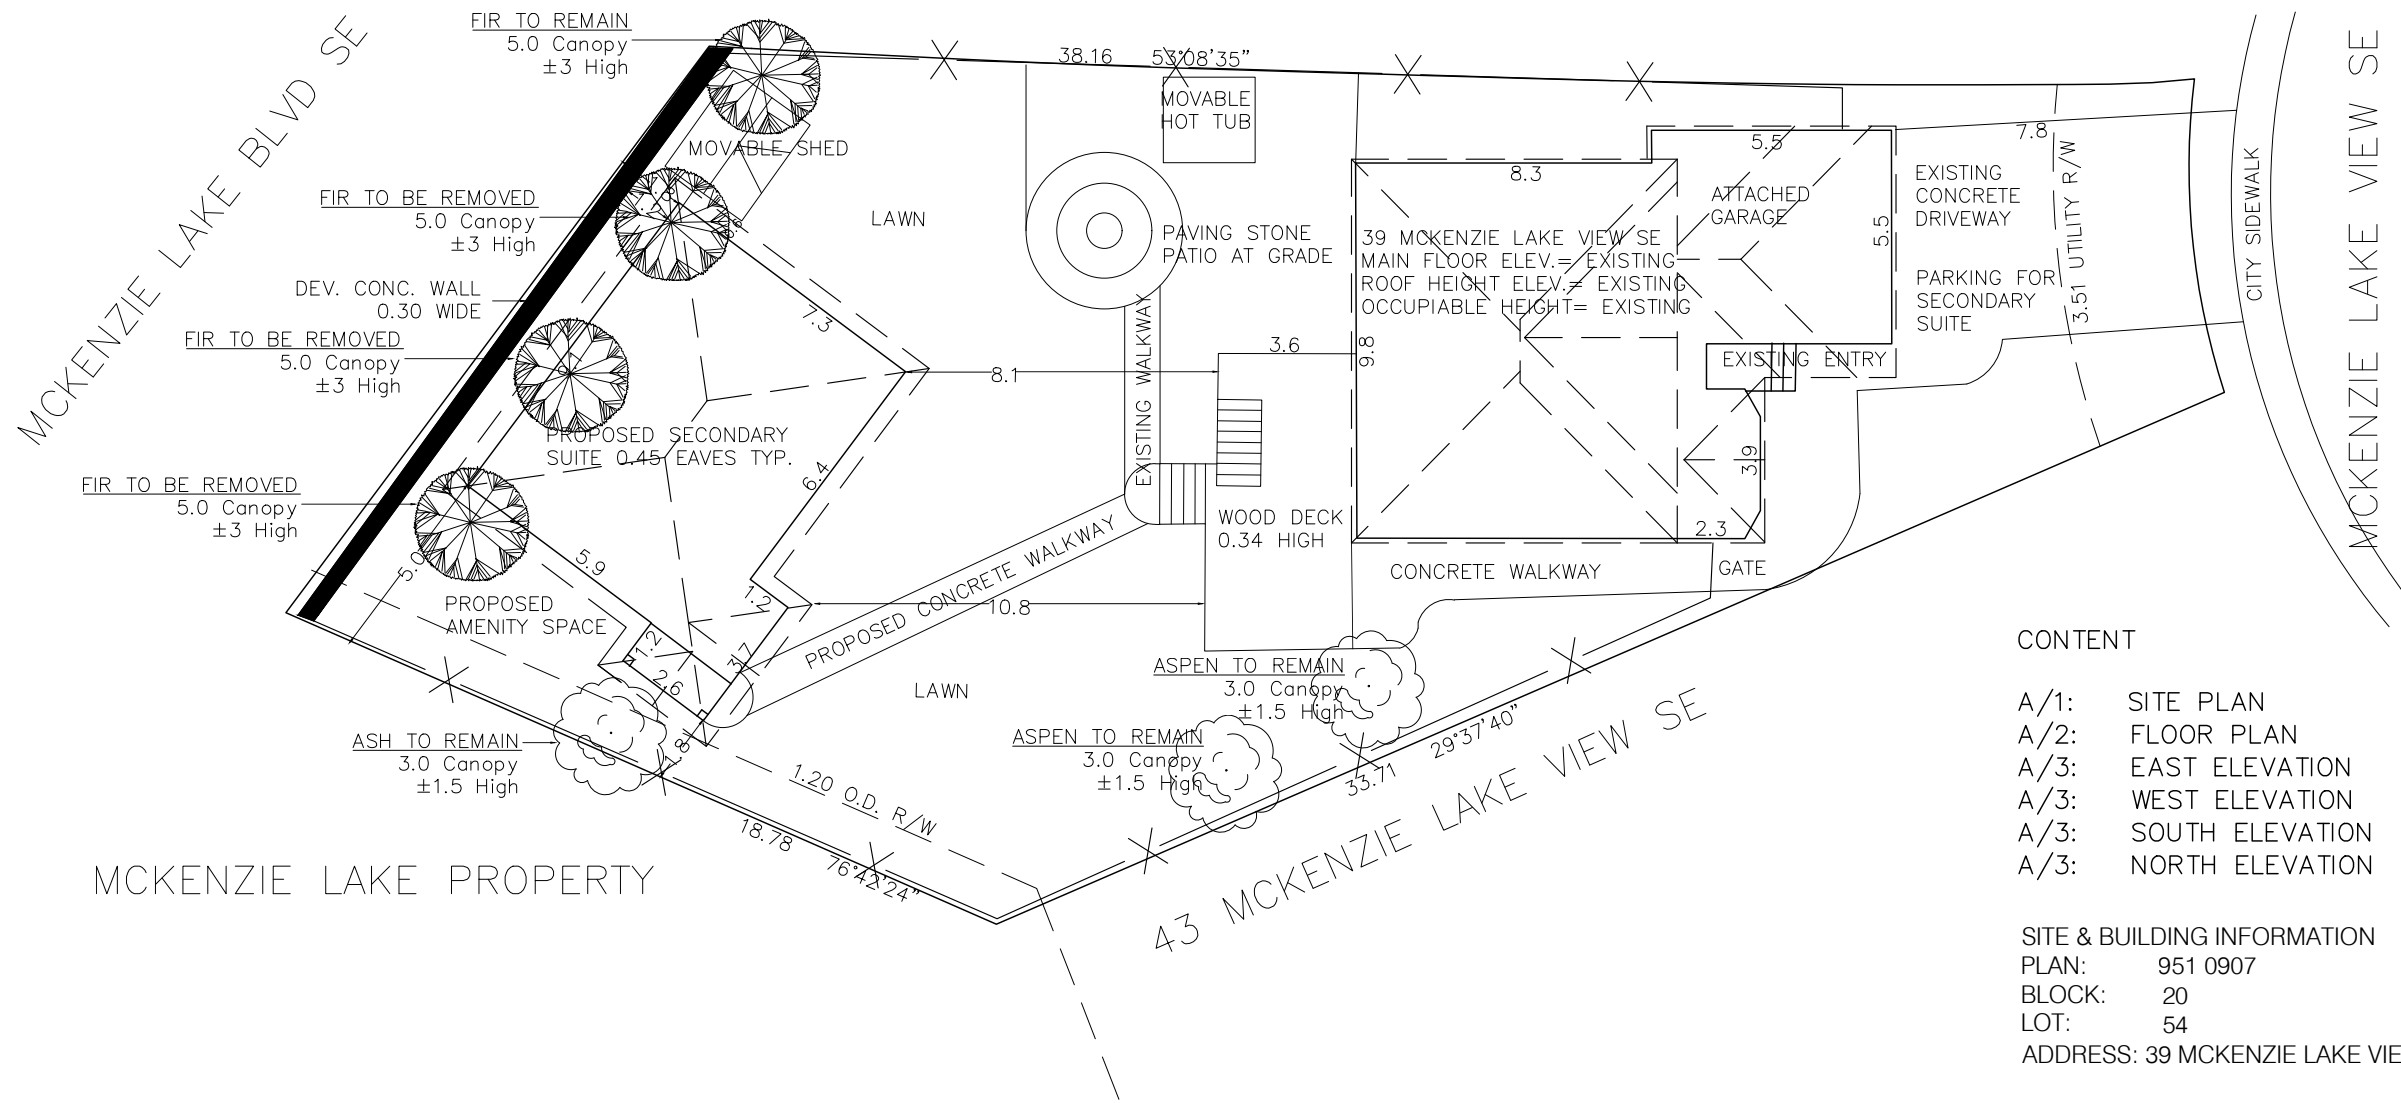 MCKENZIE LAKE BLVD SE
FIR TO REMAIN
5.0 Canopy
±3 High
38.16
53°08'35"
MOVABLE
HOT TUB
MOVABLE SHED
FIR TO BE REMOVED
5.0 Canopy
±3 High
LAWN
PAVING STONE
PATIO AT GRADE
DEV. CONC. WALL
0.30 WIDE
7.3
FIR TO BE REMOVED
5.0 Canopy
±3 High
8.1
3.6
EXISTING WALKWAY
9.8
8.3
5.5
5.5
ATTACHED
GARAGE
39 MCKENZIE LAKE VIEW SE
MAIN FLOOR ELEV.= EXISTING
ROOF HEIGHT ELEV.= EXISTING
OCCUPIABLE HEIGHT= EXISTING
EXISTING ENTRY
7.8
EXISTING
CONCRETE
DRIVEWAY
PARKING FOR
SECONDARY
SUITE
3.51 UTILITY R/W
CITY SIDEWALK
MCKENZIE LAKE VIEW SE
PROPOSED SECONDARY
SUITE 0.45 EAVES TYP.
6.4
FIR TO BE REMOVED
5.0 Canopy
±3 High
5.0
5.9
3.9
2.3
WOOD DECK
0.34 HIGH
CONCRETE WALKWAY
GATE
PROPOSED
AMENITY SPACE
1.2
1.2
2.6
3.7
10.8
PROPOSED CONCRETE WALKWAY
LAWN
ASPEN TO REMAIN
3.0 Canopy
±1.5 High
ASPEN TO REMAIN
3.0 Canopy
±1.5 High
ASH TO REMAIN
3.0 Canopy
±1.5 High
1.8
1.20 O.D. R/W
18.78
76°42'24"
33.71
29°37'40"
43 MCKENZIE LAKE VIEW SE
MCKENZIE LAKE PROPERTY
CONTENT
A/1: SITE PLAN
A/2: FLOOR PLAN
A/3: EAST ELEVATION
A/3: WEST ELEVATION
A/3: SOUTH ELEVATION
A/3: NORTH ELEVATION
SITE & BUILDING INFORMATION
PLAN: 951 0907
BLOCK: 20
LOT: 54
ADDRESS: 39 MCKENZIE LAKE VIE